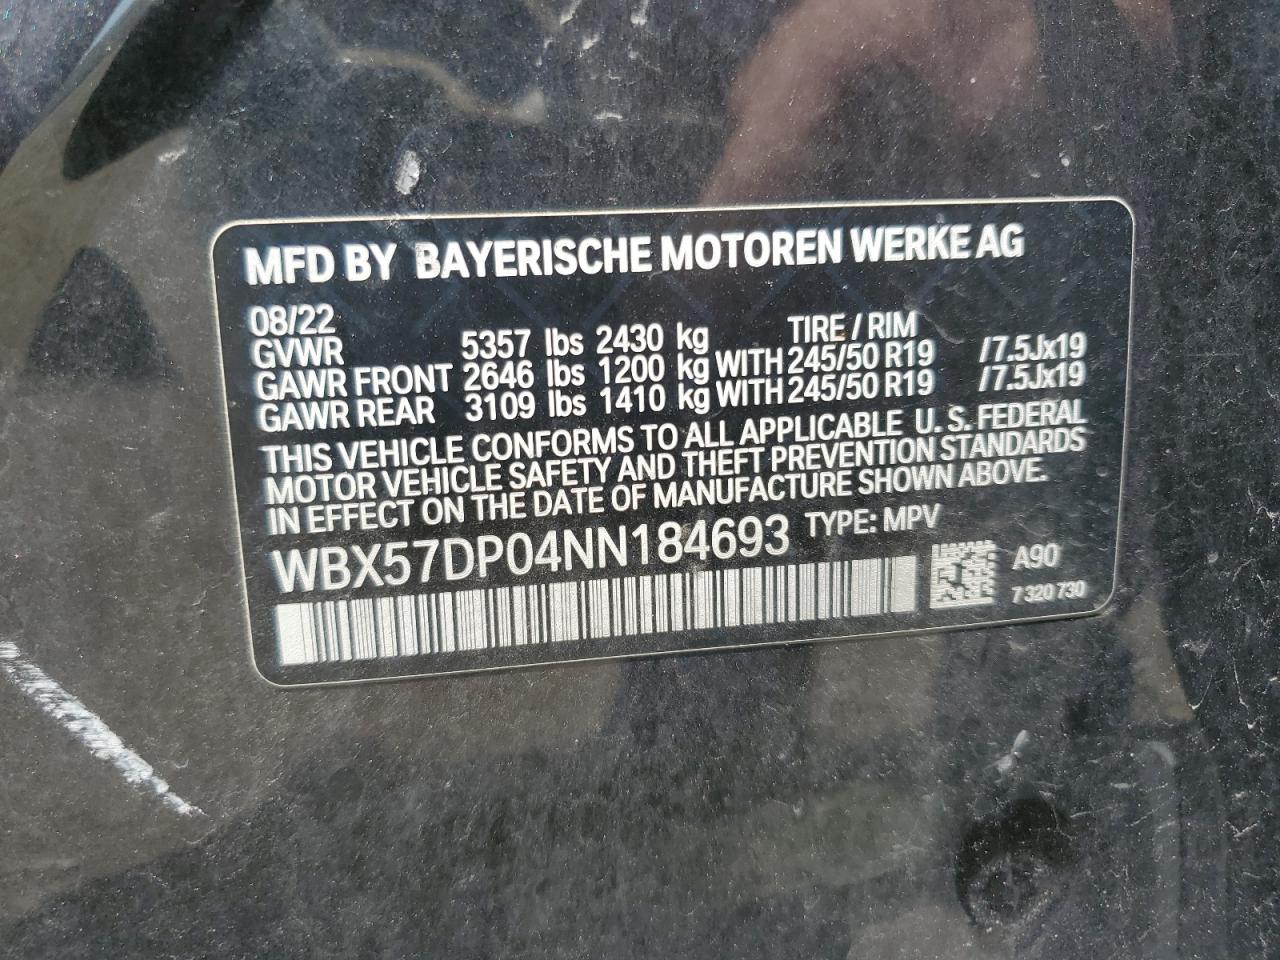 MFD BY BAYERISCHE MOTOREN WERKE AG
08/22 TIRE / RIM
GVWR 5357 lbs 2430 kg
GAWR FRONT 2646 lbs 1200 kg WITH 245/50 R19 /7.5Jx19
GAWR REAR 3109 lbs 1410 kg WITH 245/50 R19 /7.5Jx19
THIS VEHICLE CONFORMS TO ALL APPLICABLE U. S. FEDERAL
MOTOR VEHICLE SAFETY AND THEFT PREVENTION STANDARDS
IN EFFECT ON THE DATE OF MANUFACTURE SHOWN ABOVE.
WBX57DP04NN184693 TYPE: MPV
A90
7 320 730